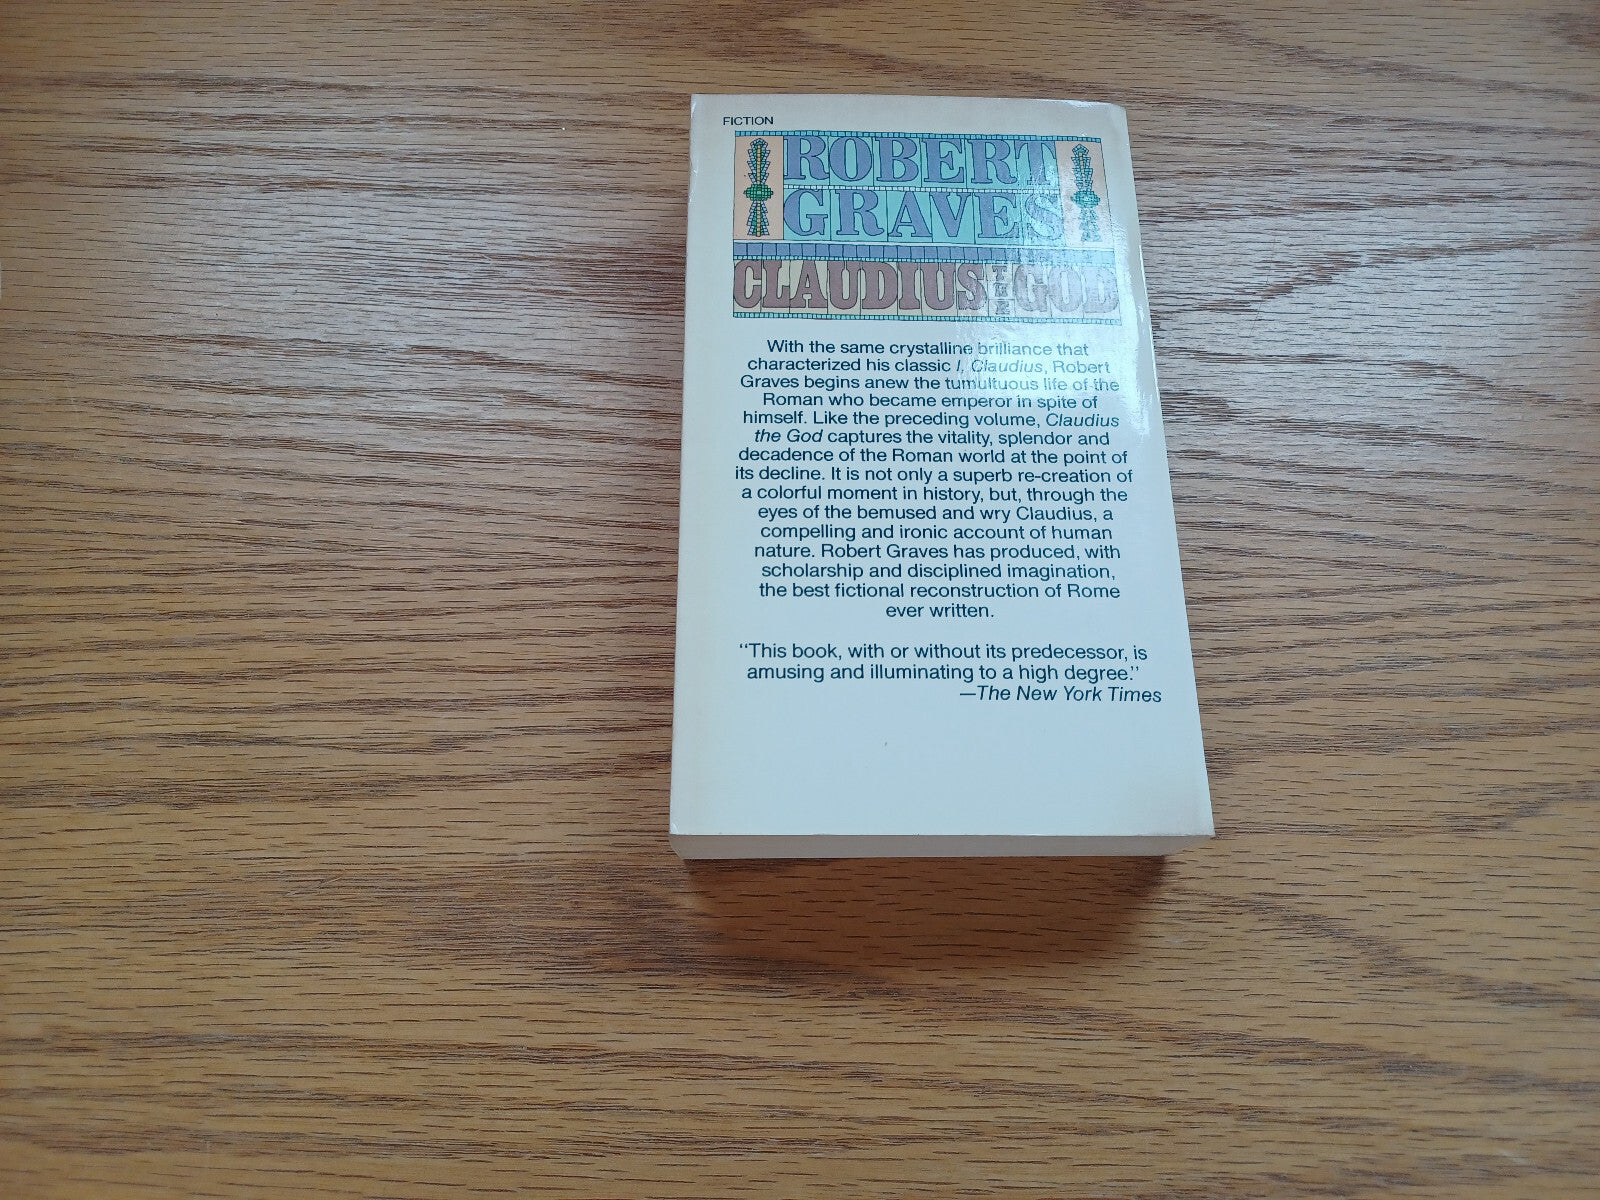 FICTION
ROBERT
GRAVES
CLAUDIUS THE GOD
With the same crystalline brilliance that
characterized his classic I, Claudius, Robert
Graves begins anew the tumultuous life of the
Roman who became emperor in spite of
himself. Like the preceding volume, Claudius
the God captures the vitality, splendor and
decadence of the Roman world at the point of
its decline. It is not only a superb re-creation of
a colorful moment in history, but, through the
eyes of the bemused and wry Claudius, a
compelling and ironic account of human
nature. Robert Graves has produced, with
scholarship and disciplined imagination,
the best fictional reconstruction of Rome
ever written.
"This book, with or without its predecessor, is
amusing and illuminating to a high degree."
—The New York Times